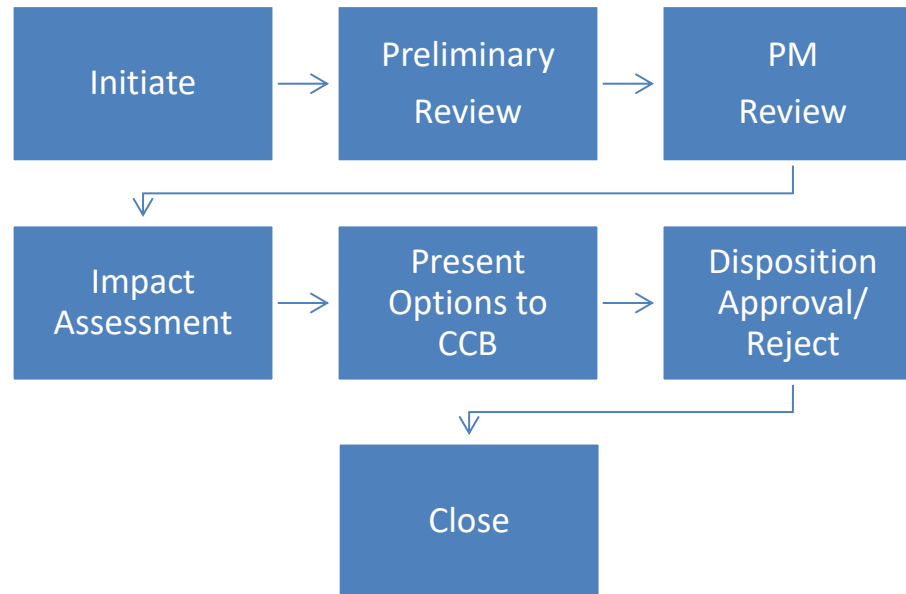 Initiate
Preliminary
Review
PM
Review
Impact
Assessment
Present
Options to
CCB
Disposition
Approval/
Reject
Close